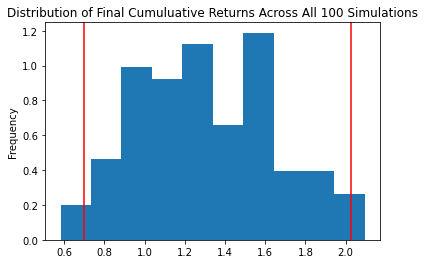 Distribution of Final Cumuluative Returns Across All 100 Simulations
Frequency
1.2
1.0
0.8
0.6
0.4
0.2
0.0
0.6 0.8 1.0 1.2 1.4 1.6 1.8 2.0